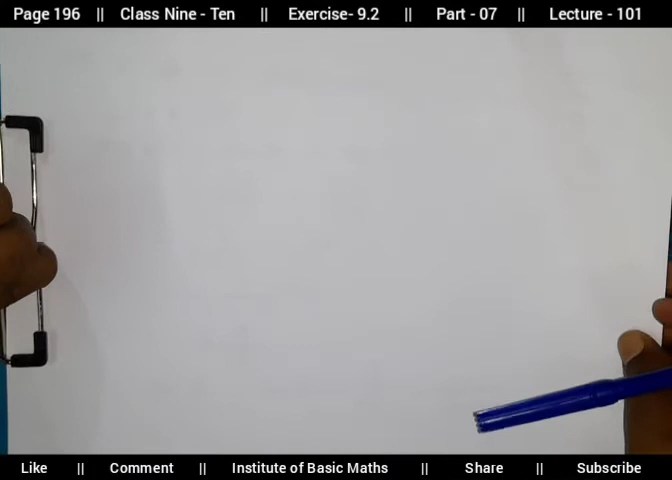 Page 196 || Class Nine - Ten || Exercise- 9.2 || Part - 07 || Lecture - 101
Like || Comment || Institute of Basic Maths || Share || Subscribe